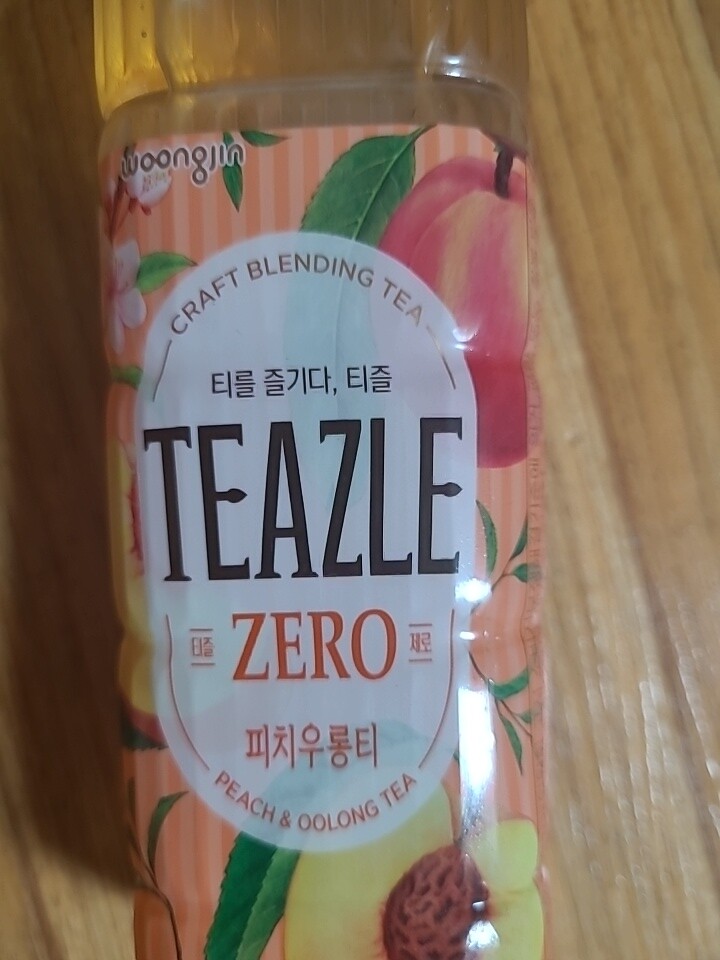 woongjin
CRAFT BLENDING TEA
티를 즐기다, 티즐
TEAZLE
티즐 ZERO 제로
피치우롱티
PEACH & OOLONG TEA